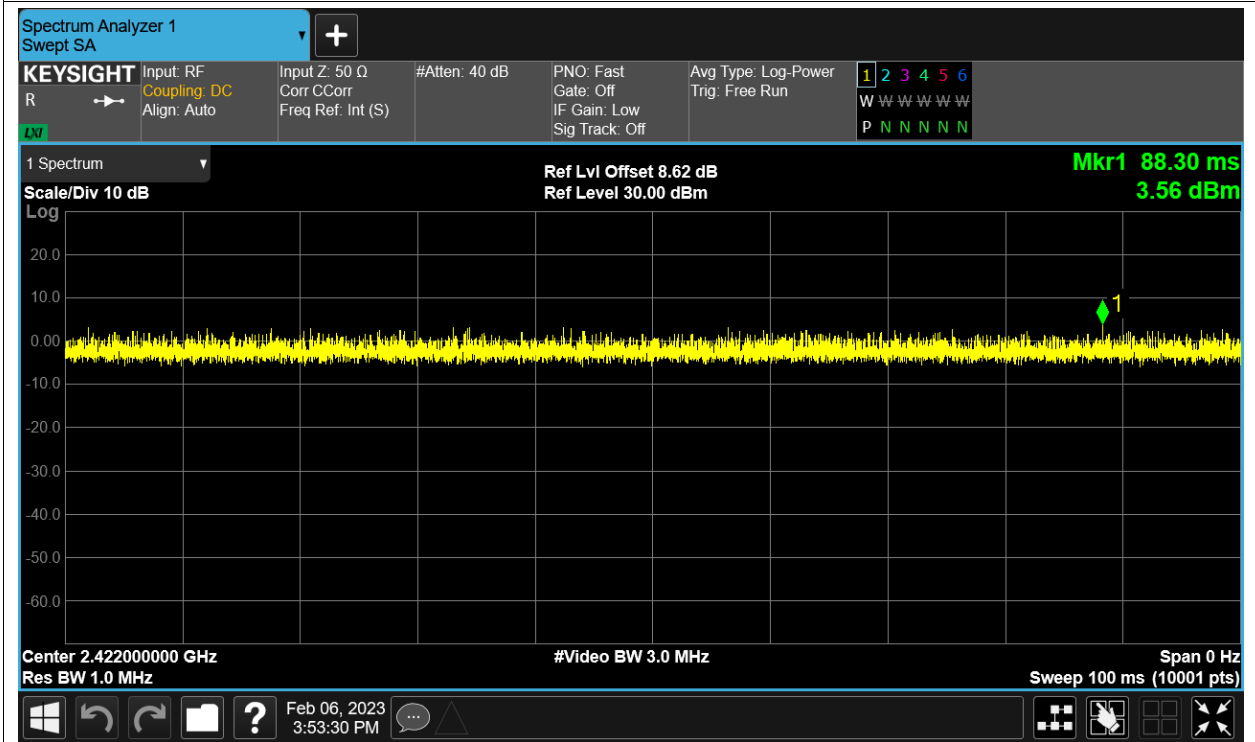 Spectrum Analyzer 1
Swept SA
▼
+
KEYSIGHT
R
LXI
Input: RF
Coupling: DC
Align: Auto
Input Z: 50 Ω
Corr CCorr
Freq Ref: Int (S)
#Atten: 40 dB
PNO: Fast
Gate: Off
IF Gain: Low
Sig Track: Off
Avg Type: Log-Power
Trig: Free Run
1 2 3 4 5 6
W W W W W W
P N N N N N
1 Spectrum ▼
Scale/Div 10 dB
Log
Ref Lvl Offset 8.62 dB
Ref Level 30.00 dBm
Mkr1 88.30 ms
3.56 dBm
20.0
10.0
1
0.00
-10.0
-20.0
-30.0
-40.0
-50.0
-60.0
Center 2.422000000 GHz
Res BW 1.0 MHz
#Video BW 3.0 MHz
Span 0 Hz
Sweep 100 ms (10001 pts)
?
Feb 06, 2023
3:53:30 PM